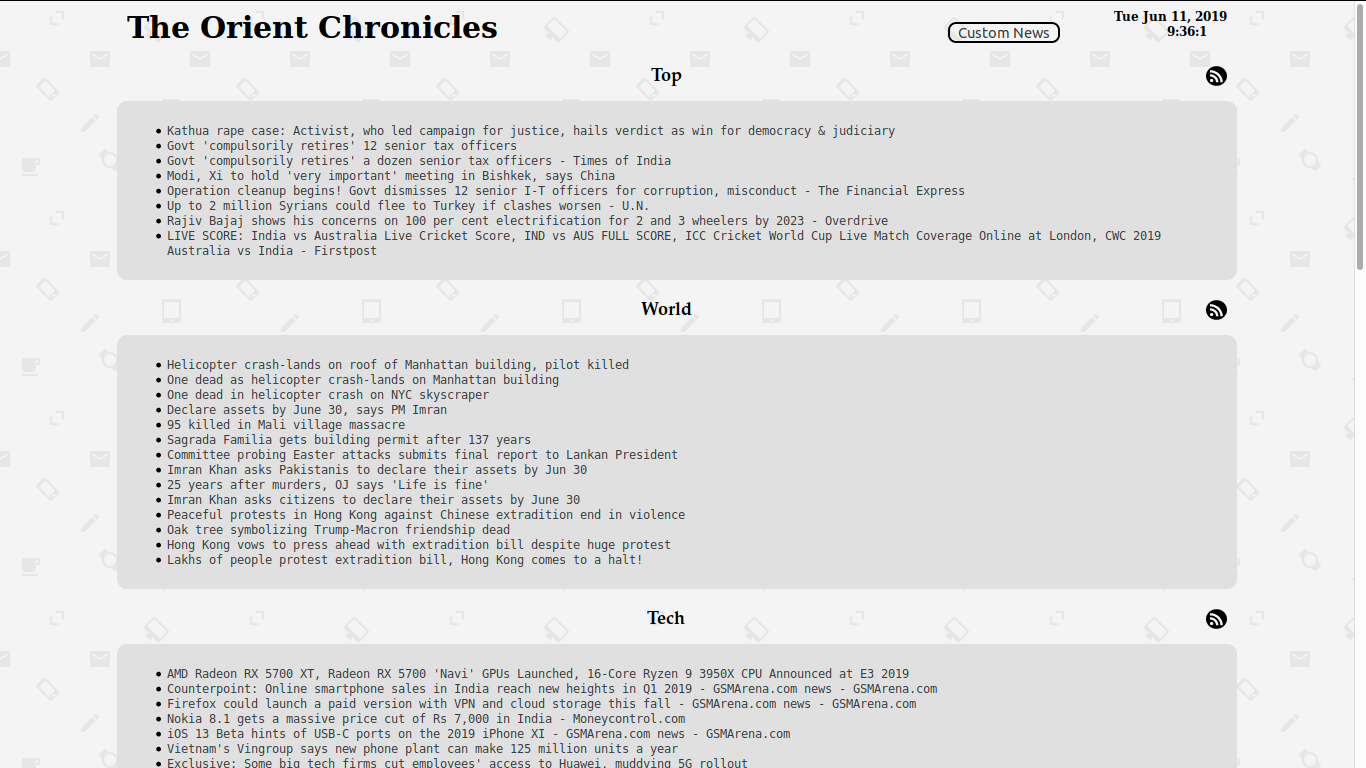 The Orient Chronicles
Custom News
Tue Jun 11, 2019
9:36:1
Top
Kathua rape case: Activist, who led campaign for justice, hails verdict as win for democracy & judiciary
Govt 'compulsorily retires' 12 senior tax officers
Govt 'compulsorily retires' a dozen senior tax officers - Times of India
Modi, Xi to hold 'very important' meeting in Bishkek, says China
Operation cleanup begins! Govt dismisses 12 senior I-T officers for corruption, misconduct - The Financial Express
Up to 2 million Syrians could flee to Turkey if clashes worsen - U.N.
Rajiv Bajaj shows his concerns on 100 per cent electrification for 2 and 3 wheelers by 2023 - Overdrive
LIVE SCORE: India vs Australia Live Cricket Score, IND vs AUS FULL SCORE, ICC Cricket World Cup Live Match Coverage Online at London, CWC 2019
Australia vs India - Firstpost
World
Helicopter crash-lands on roof of Manhattan building, pilot killed
One dead as helicopter crash-lands on Manhattan building
One dead in helicopter crash on NYC skyscraper
Declare assets by June 30, says PM Imran
95 killed in Mali village massacre
Sagrada Familia gets building permit after 137 years
Committee probing Easter attacks submits final report to Lankan President
Imran Khan asks Pakistanis to declare their assets by Jun 30
25 years after murders, OJ says 'Life is fine'
Imran Khan asks citizens to declare their assets by June 30
Peaceful protests in Hong Kong against Chinese extradition end in violence
Oak tree symbolizing Trump-Macron friendship dead
Hong Kong vows to press ahead with extradition bill despite huge protest
Lakhs of people protest extradition bill, Hong Kong comes to a halt!
Tech
AMD Radeon RX 5700 XT, Radeon RX 5700 'Navi' GPUs Launched, 16-Core Ryzen 9 3950X CPU Announced at E3 2019
Counterpoint: Online smartphone sales in India reach new heights in Q1 2019 - GSMArena.com news - GSMArena.com
Firefox could launch a paid version with VPN and cloud storage this fall - GSMArena.com news - GSMArena.com
Nokia 8.1 gets a massive price cut of Rs 7,000 in India - Moneycontrol.com
iOS 13 Beta hints of USB-C ports on the 2019 iPhone XI - GSMArena.com news - GSMArena.com
Vietnam's Vingroup says new phone plant can make 125 million units a year
Exclusive: Some big tech firms cut employees' access to Huawei, muddying 5G rollout